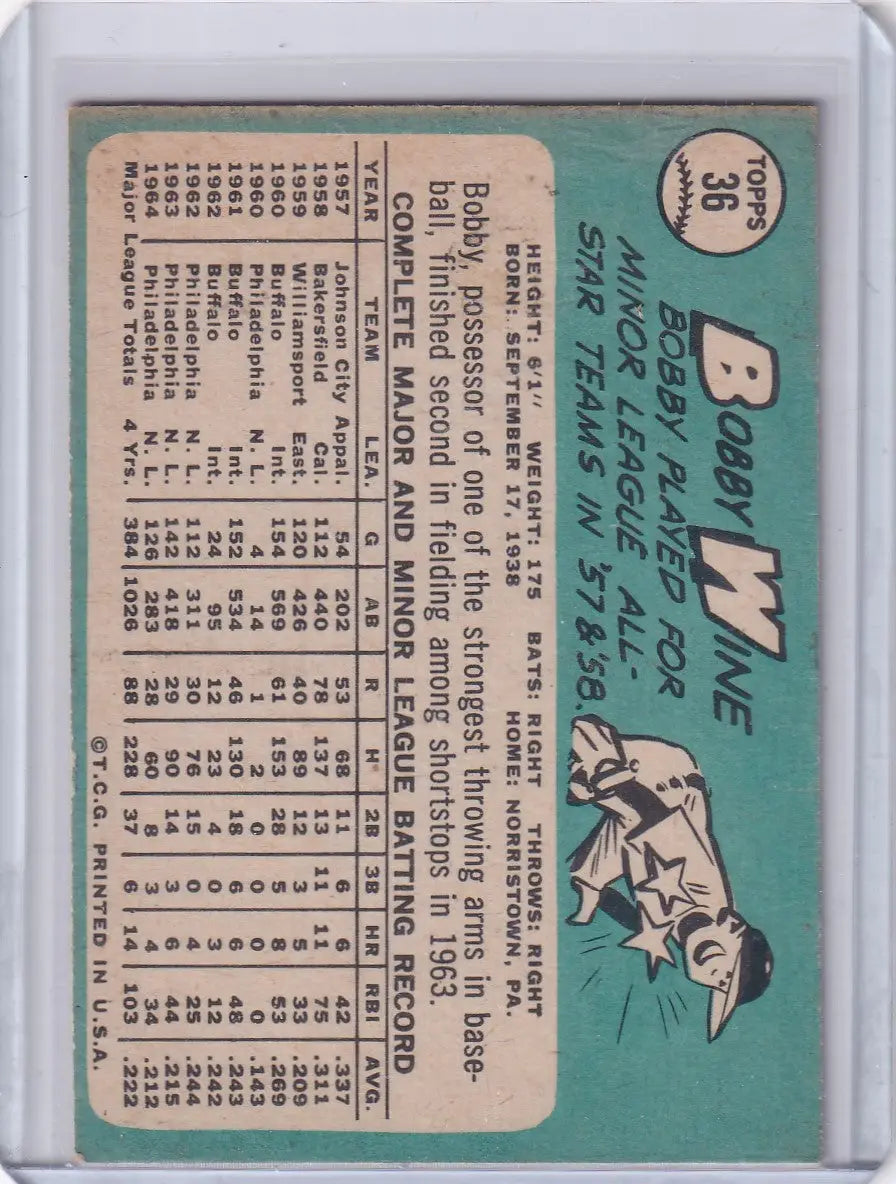 TOPPS
36
BOBBY WINE
BOBBY PLAYED FOR
MINOR LEAGUE ALL-
STAR TEAMS IN '57 & '58.
HEIGHT: 6'1" WEIGHT: 175 BATS: RIGHT THROWS: RIGHT
BORN: SEPTEMBER 17, 1938 HOME: NORRISTOWN, PA.
Bobby, possessor of one of the strongest throwing arms in base-
ball, finished second in fielding among shortstops in 1963.
COMPLETE MAJOR AND MINOR LEAGUE BATTING RECORD
YEAR TEAM LEA. G AB R H 2B 3B HR RBI AVG.
1957 Johnson City Appal. 54 202 53 68 11 6 6 42 .337
1958 Bakersfield Cal. 112 440 78 137 13 11 11 75 .311
1959 Williamsport East. 120 426 40 89 12 3 5 33 .209
1960 Buffalo Int. 154 569 61 153 28 5 8 53 .269
1960 Philadelphia N. L. 4 14 1 2 0 0 0 0 .143
1961 Buffalo Int. 152 534 46 130 18 6 6 48 .243
1962 Buffalo Int. 24 95 12 23 4 0 3 12 .242
1962 Philadelphia N. L. 112 311 30 76 15 0 4 25 .244
1963 Philadelphia N. L. 142 418 29 90 14 3 6 44 .215
1964 Philadelphia N. L. 126 283 28 60 8 3 4 34 .212
Major League Totals 4 Yrs. 384 1026 88 228 37 6 14 103 .222
©T.C.G. PRINTED IN U.S.A.